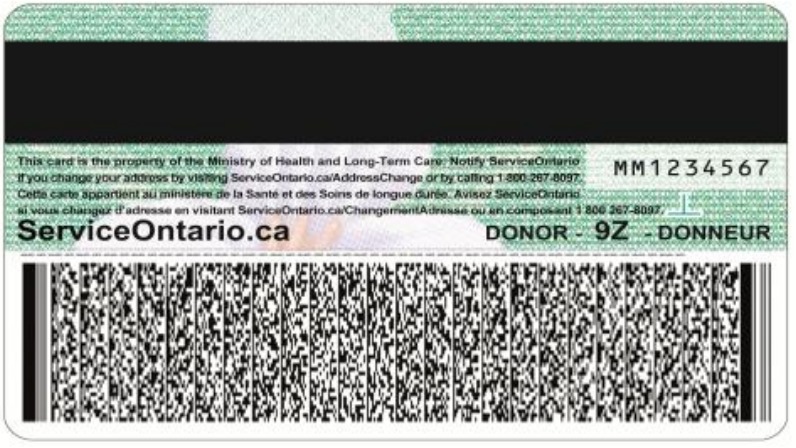 This card is the property of the Ministry of Health and Long-Term Care. Notify ServiceOntario
if you change your address by visiting ServiceOntario.ca/AddressChange or by calling 1-800-267-8097.
MM1234567
Cette carte appartient au ministère de la Santé et des Soins de longue durée. Avisez ServiceOntario
si vous changez d'adresse en visitant ServiceOntario.ca/ChangementAdresse ou en composant 1 800 267-8097.
ServiceOntario.ca DONOR - 9Z - DONNEUR